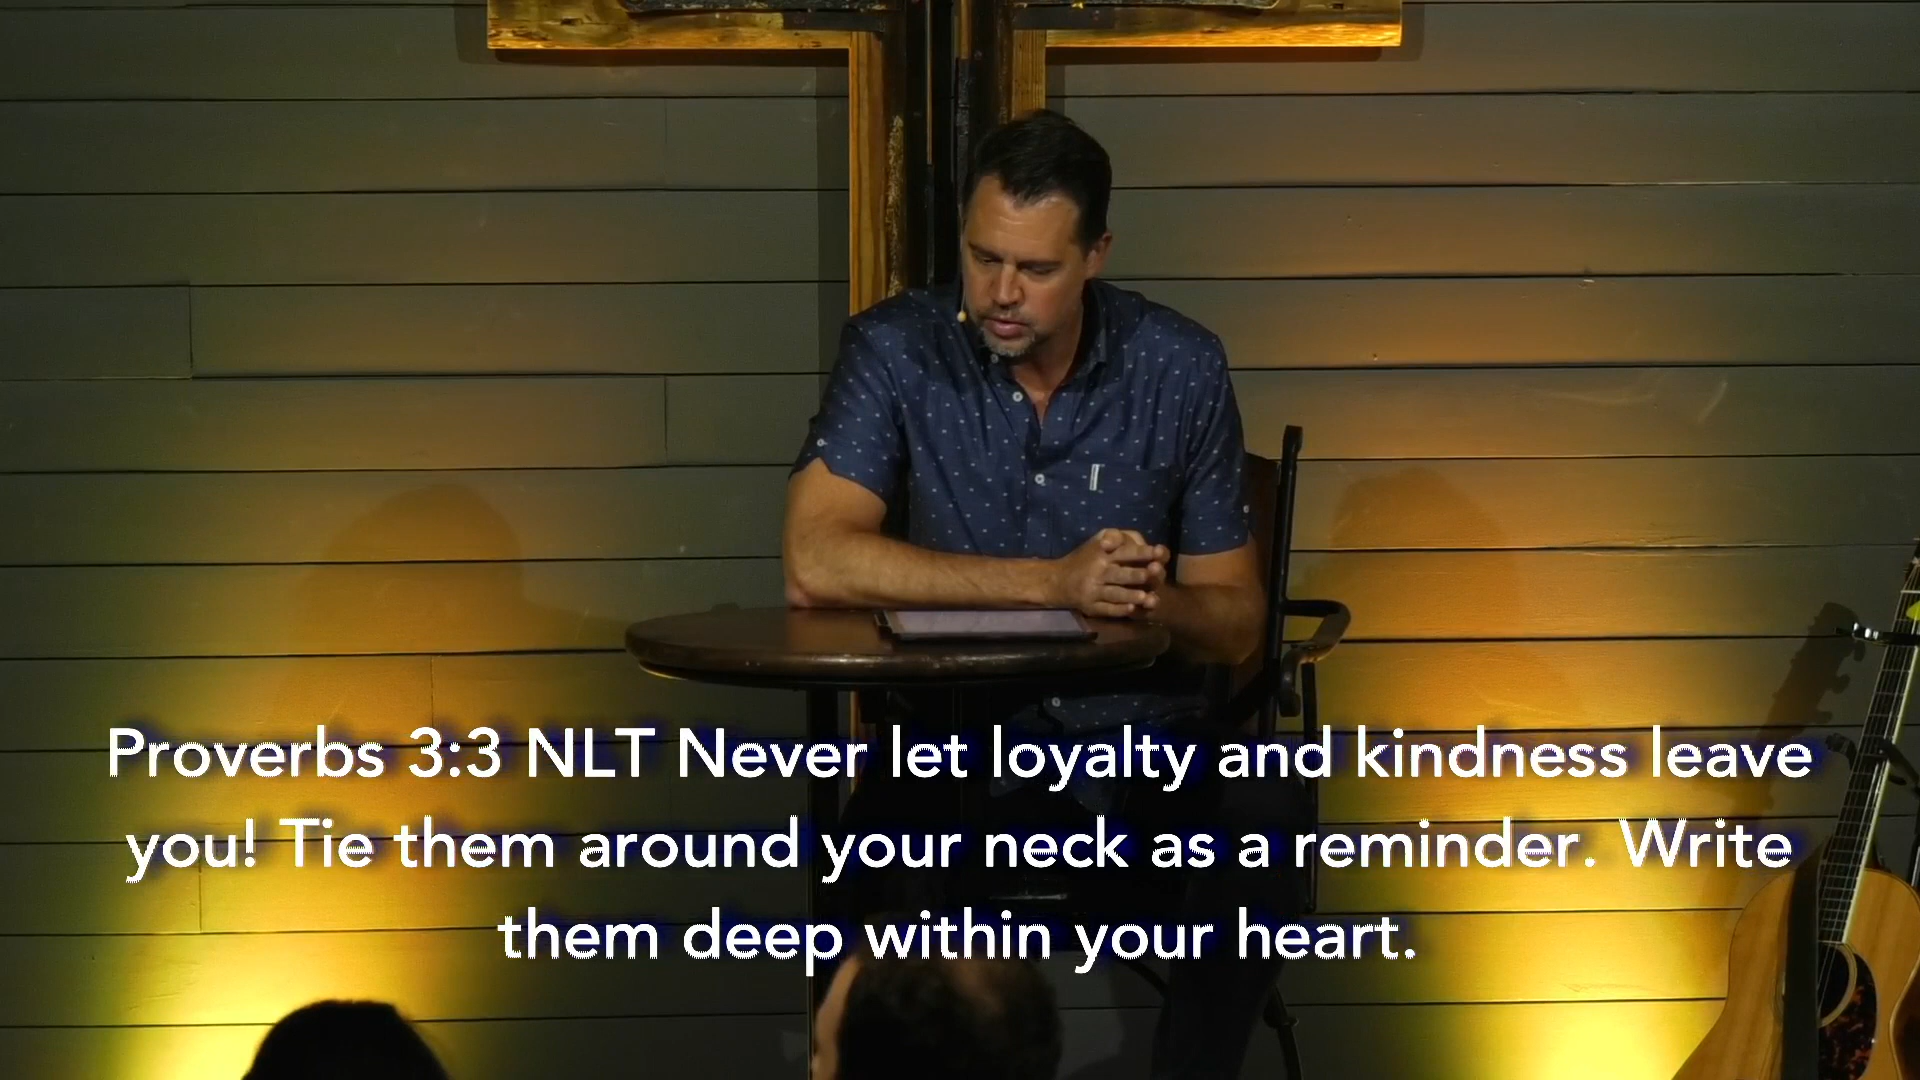 Proverbs 3:3 NLT Never let loyalty and kindness leave
you! Tie them around your neck as a reminder. Write
them deep within your heart.